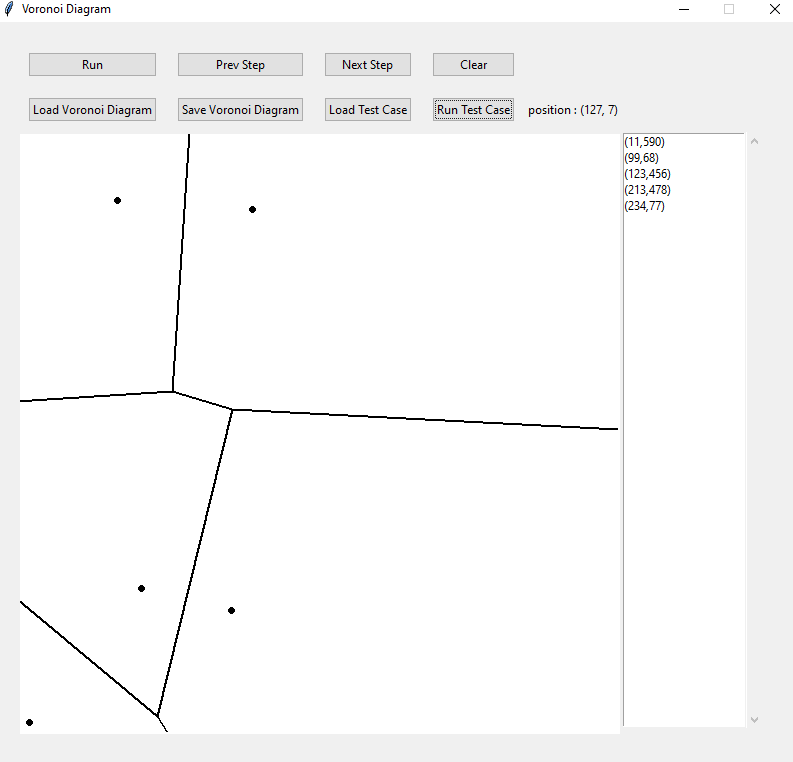 Voronoi Diagram
Run Prev Step Next Step Clear
Load Voronoi Diagram Save Voronoi Diagram Load Test Case Run Test Case position : (127, 7)
(11,590)
(99,68)
(123,456)
(213,478)
(234,77)